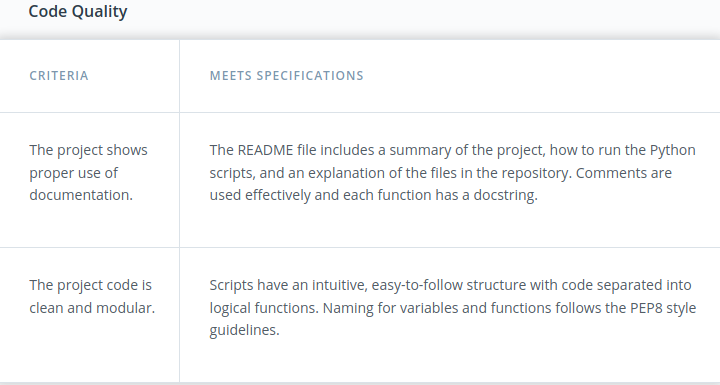 Code Quality
CRITERIA
MEETS SPECIFICATIONS
The project shows
proper use of
documentation.
The README file includes a summary of the project, how to run the Python
scripts, and an explanation of the files in the repository. Comments are
used effectively and each function has a docstring.
The project code is
clean and modular.
Scripts have an intuitive, easy-to-follow structure with code separated into
logical functions. Naming for variables and functions follows the PEP8 style
guidelines.